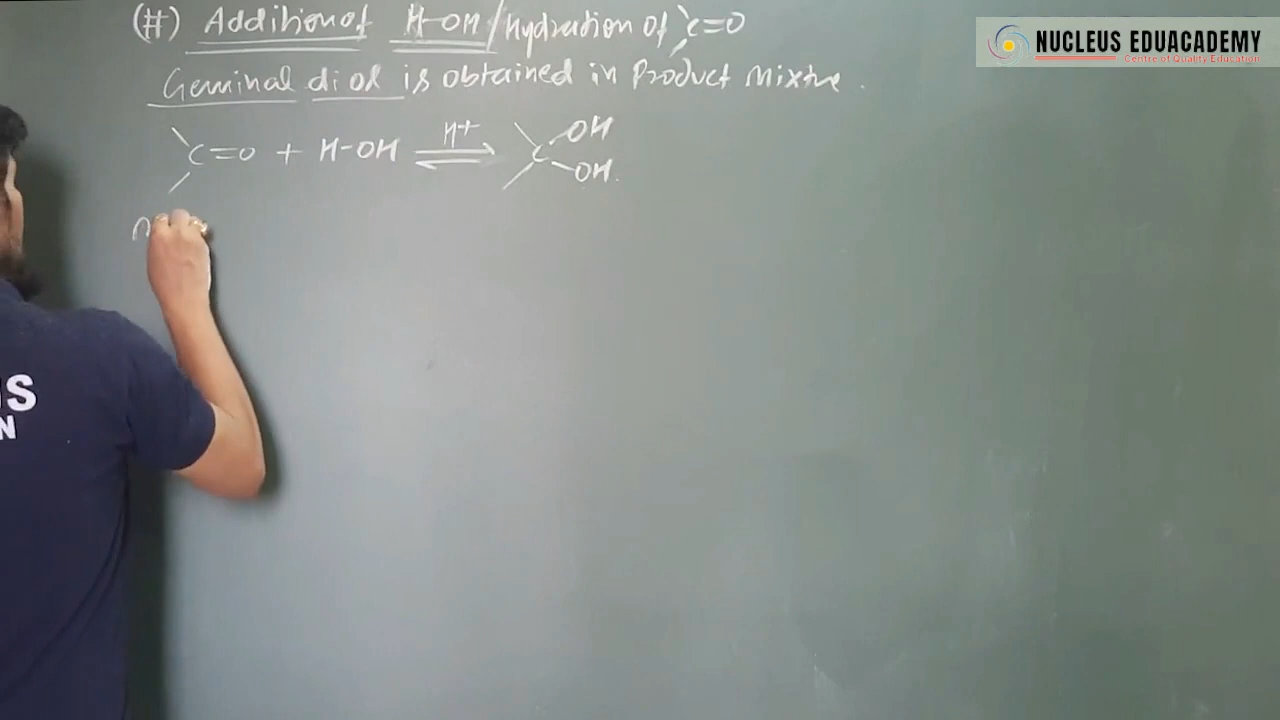 (#) Addition of H-OH/Hydration of C=O
NUCLEUS EDUACADEMY
Centre of Quality Education
Geminal diol is obtained in Product Mixture.
C=O + H-OH ⇌ H+ C OH
OH.
US
N